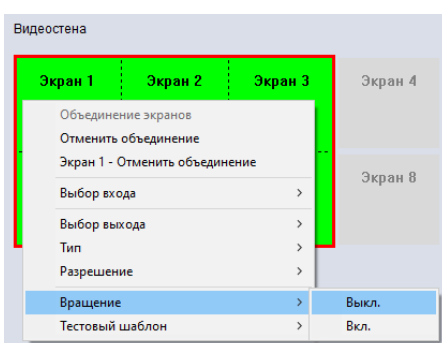 Видеостена
Экран 1 Экран 2 Экран 3 Экран 4
Объединение экранов
Отменить объединение
Экран 1 - Отменить объединение
Экран 8
Выбор входа
Выбор выхода
Тип
Разрешение
Вращение
Выкл.
Тестовый шаблон
Вкл.